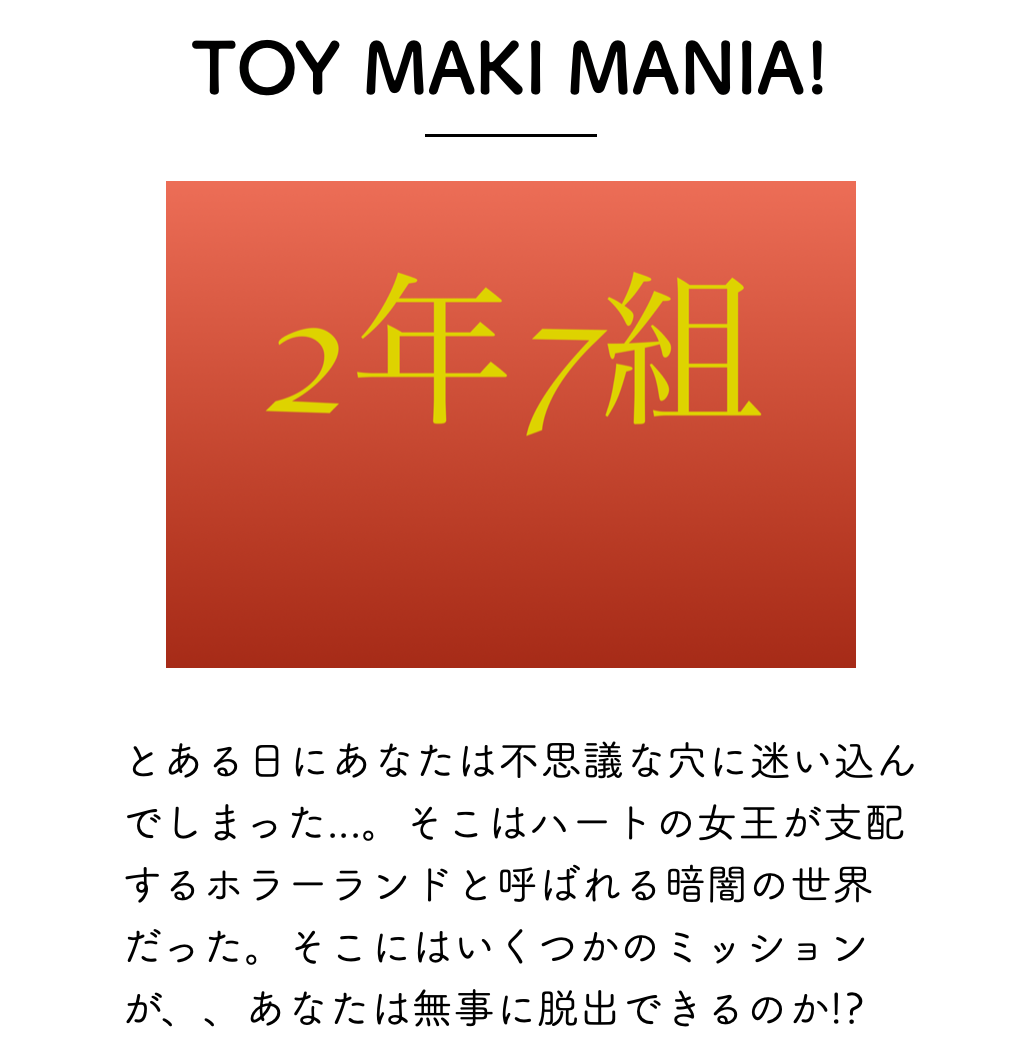 TOY MAKI MANIA!
2年7組
とある日にあなたは不思議な穴に迷い込ん
でしまった...。そこはハートの女王が支配
するホラーランドと呼ばれる暗闇の世界
だった。そこにはいくつかのミッション
が、、あなたは無事に脱出できるのか!?